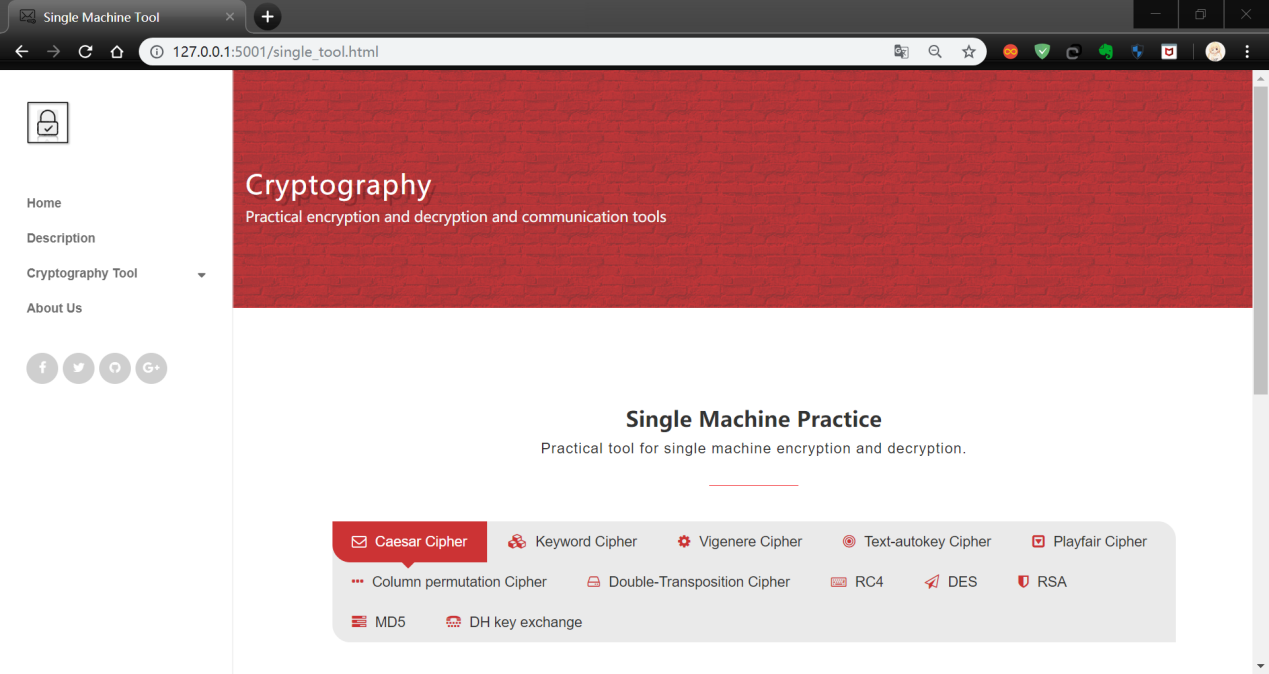 Single Machine Tool
127.0.0.1:5001/single_tool.html
Home
Description
Cryptography Tool
About Us
Cryptography
Practical encryption and decryption and communication tools
Single Machine Practice
Practical tool for single machine encryption and decryption.
Caesar Cipher Keyword Cipher Vigenere Cipher Text-autokey Cipher Playfair Cipher
Column permutation Cipher Double-Transposition Cipher RC4 DES RSA
MD5 DH key exchange